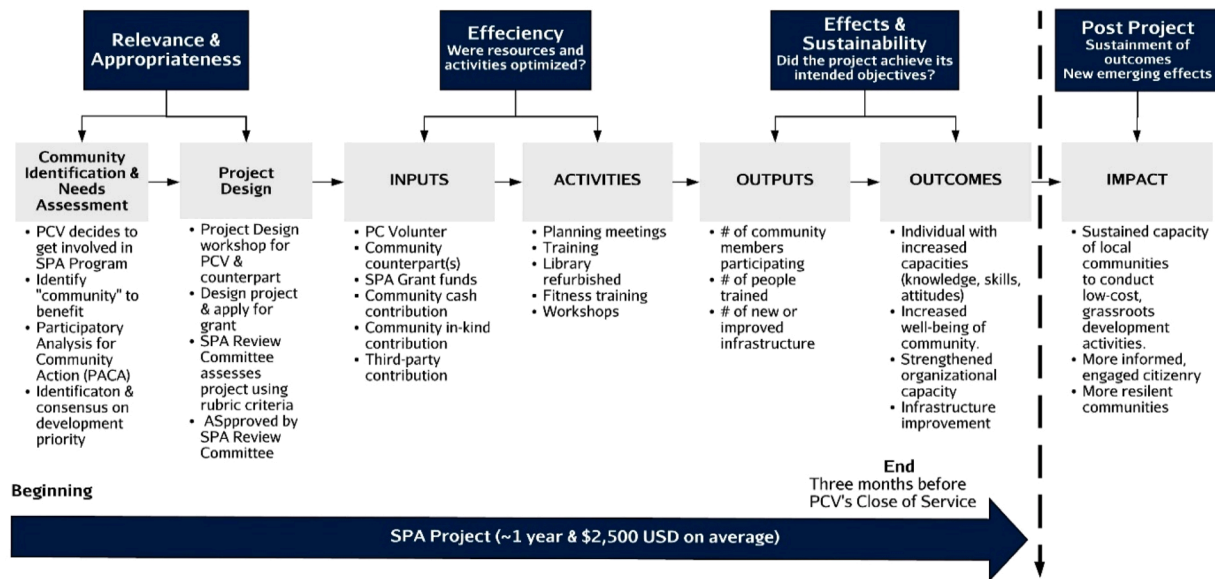 Relevance &
Appropriateness
Effeciency
Were resources and
activities optimized?
Effects &
Sustainability
Did the project achieve its
intended objectives?
Post Project
Sustainment of
outcomes
New emerging effects
Community
Identification &
Needs
Assessment
• PCV decides to
get involved in
SPA Program
• Identify
"community" to
benefit
• Participatory
Analysis for
Community
Action (PACA)
• Identificaton &
consensus on
development
priority
Project
Design
• Project Design
workshop for
PCV &
counterpart
• Design project
& apply for
grant
• SPA Review
Committee
assesses
project using
rubric criteria
• ASpproved by
SPA Review
Committee
INPUTS
• PC Volunter
• Community
counterpart(s)
• SPA Grant funds
• Community cash
contribution
• Community in-kind
contribution
• Third-party
contribution
ACTIVITIES
• Planning meetings
• Training
• Library
refurbished
• Fitness training
• Workshops
OUTPUTS
• # of community
members
participating
• # of people
trained
• # of new or
improved
infrastructure
OUTCOMES
• Individual with
increased
capacities
(knowledge, skills,
attitudes)
• Increased
well-being of
community.
• Strengthened
organizational
capacity
• Infrastructure
improvement
IMPACT
• Sustained capacity
of local
communities
to conduct
low-cost,
grassroots
development
activities.
• More informed,
engaged citizenry
• More resilent
communities
Beginning
End
Three months before
PCV's Close of Service
SPA Project (~1 year & $2,500 USD on average)